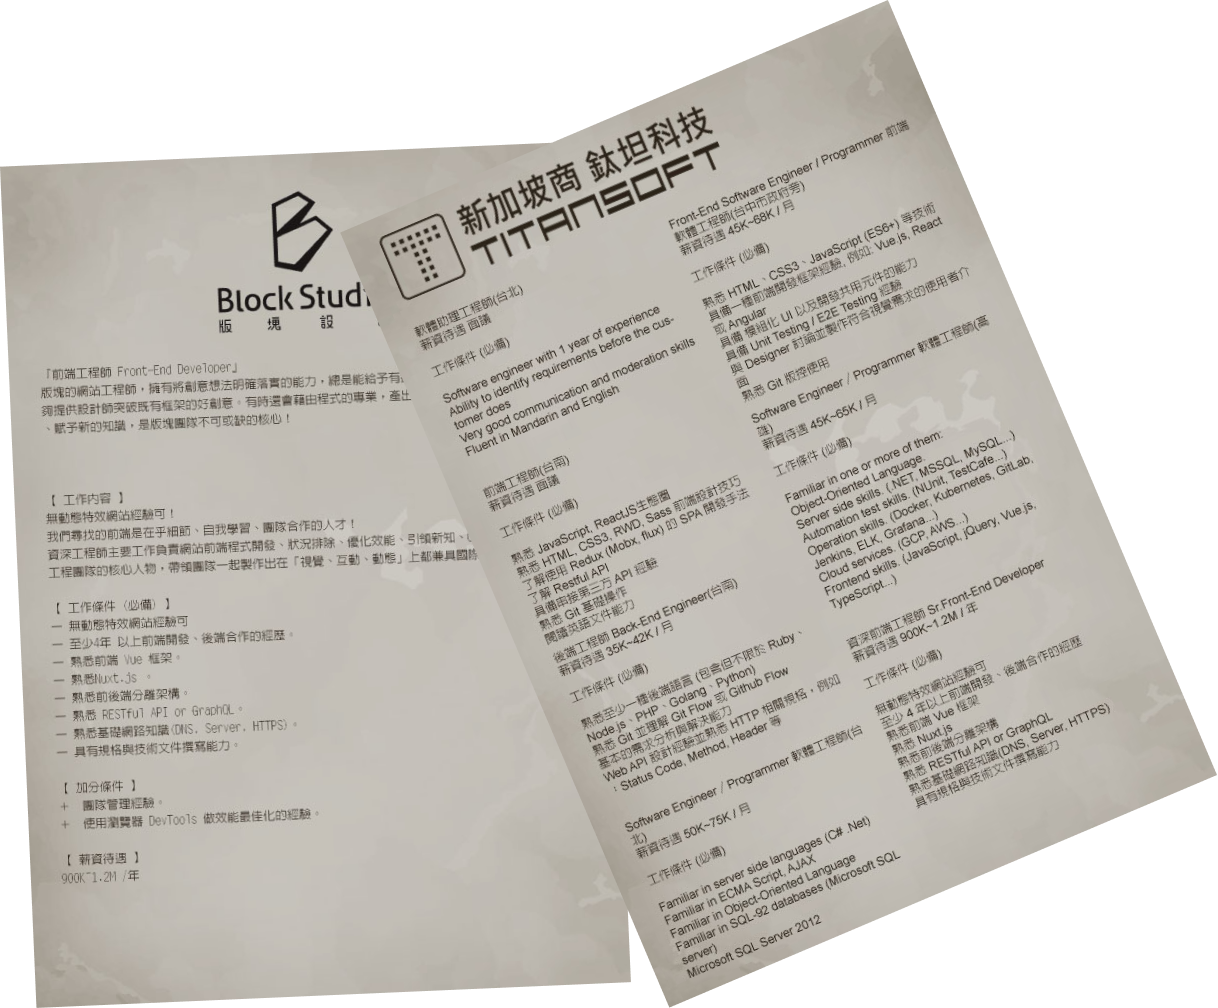 Block Stud
版塊設
『前端工程師 Front-End Developer』
版塊的網站工程師，擁有將創意想法明確落實的能力，總是能給予有
夠提供設計師突破既有框架的好創意。有時還會藉由程式的專業，產出
、賦予新的知識，是版塊團隊不可或缺的核心！
【 工作內容 】
無動態特效網站經驗可！
我們尋找的前端是在乎細節、自我學習、團隊合作的人才！
資深工程師主要工作負責網站前端程式開發、狀況排除、優化效能、引領新知、
工程團隊的核心人物，帶領團隊一起製作出在「視覺、互動、動態」上都兼具國際
【 工作條件 (必備) 】
— 無動態特效網站經驗可
— 至少4年 以上前端開發、後端合作的經歷。
— 熟悉前端 Vue 框架。
— 熟悉Nuxt.js 。
— 熟悉前後端分離架構。
— 熟悉 RESTful API or GraphQL。
— 熟悉基礎網路知識(DNS, Server, HTTPS)。
— 具有規格與技術文件撰寫能力。
【 加分條件 】
+ 團隊管理經驗。
+ 使用瀏覽器 DevTools 做效能最佳化的經驗。
【 薪資待遇 】
900K~1.2M /年
新加坡商 鈦坦科技
TITANSOFT
軟體助理工程師(台北)
薪資待遇 面議
工作條件 (必備)
Software engineer with 1 year of experience
Ability to identify requirements before the cus-
tomer does
Very good communication and moderation skills
Fluent in Mandarin and English
前端工程師(台南)
薪資待遇 面議
工作條件 (必備)
熟悉 JavaScript, ReactJS生態圈
熟悉 HTML, CSS3, RWD, Sass 前端設計技巧
了解使用 Redux (Mobx, flux) 的 SPA 開發手法
了解 Restful API
具備串接第三方 API 經驗
熟悉 Git 基礎操作
閱讀英語文件能力
後端工程師 Back-End Engineer(台南)
薪資待遇 35K~42K / 月
工作條件 (必備)
熟悉至少一種後端語言 (包含但不限於 Ruby、
Node.js、PHP、Golang、Python)
熟悉 Git 並理解 Git Flow 或 Github Flow
基本的需求分析與解決能力
Web API 設計經驗並熟悉 HTTP 相關規格，例如
：Status Code, Method, Header 等
Software Engineer / Programmer 軟體工程師(台
北)
薪資待遇 50K~75K / 月
工作條件 (必備)
Familiar in server side languages (C# .Net)
Familiar in ECMA Script, AJAX
Familiar in Object-Oriented Language
Familiar in SQL-92 databases (Microsoft SQL
server)
Microsoft SQL Server 2012
Front-End Software Engineer / Programmer 前端
軟體工程師(台中市政府旁)
薪資待遇 45K~68K / 月
工作條件 (必備)
熟悉 HTML、CSS3、JavaScript (ES6+) 等技術
具備一種前端開發框架經驗, 例如: Vue.js, React
或 Angular
具備 模組化 UI 以及開發共用元件的能力
具備 Unit Testing / E2E Testing 經驗
與 Designer 討論並製作符合視覺需求的使用者介
面
熟悉 Git 版控使用
Software Engineer / Programmer 軟體工程師(高
雄)
薪資待遇 45K~65K / 月
工作條件 (必備)
Familiar in one or more of them:
Object-Oriented Language.
Server side skills. (.NET, MSSQL, MySQL...)
Automation test skills. (NUnit, TestCafe...)
Operation skills. (Docker, Kubernetes, GitLab,
Jenkins, ELK, Grafana...)
Cloud services. (GCP, AWS...)
Frontend skills. (JavaScript, jQuery, Vue.js,
TypeScript...)
資深前端工程師 Sr.Front-End Developer
薪資待遇 900K~1.2M / 年
工作條件 (必備)
無動態特效網站經驗可
至少 4 年以上前端開發、後端合作的經歷
熟悉前端 Vue 框架
熟悉 Nuxt.js
熟悉前後端分離架構
熟悉 RESTful API or GraphQL
熟悉基礎網路知識(DNS, Server, HTTPS)
具有規格與技術文件撰寫能力